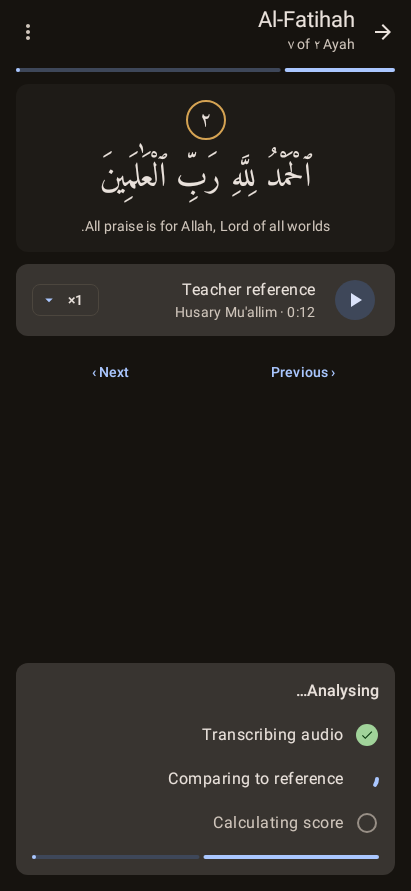 Al-Fatihah
Ayah ٢ of ٧
٢
ٱلْحَمْدُ لِلَّهِ رَبِّ ٱلْعَٰلَمِينَ
All praise is for Allah, Lord of all worlds.
Teacher reference
Husary Mu'allim · 0:12
×1
Previous ›
‹ Next
Analysing…
Transcribing audio
Comparing to reference
Calculating score